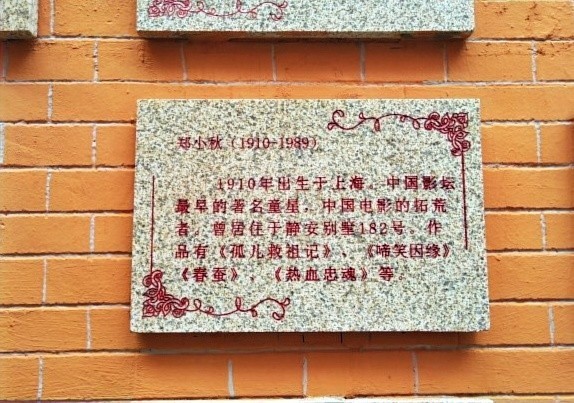 郑小秋（1910-1989）
1910年出生于上海。中国影坛
最早的著名童星，中国电影的拓荒
者。曾居住于静安别墅182号。作
品有《孤儿救祖记》、《啼笑因缘》
《春蚕》、《热血忠魂》等